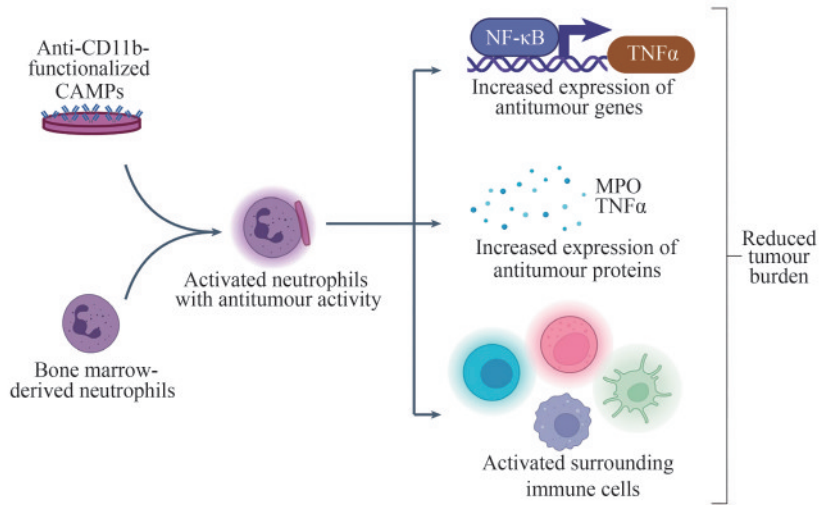 Anti-CD11b-
functionalized
CAMPs
Bone marrow-
derived neutrophils
Activated neutrophils
with antitumour activity
NF-κB
TNFα
Increased expression of
antitumour genes
MPO
TNFα
Increased expression of
antitumour proteins
Activated surrounding
immune cells
Reduced
tumour
burden